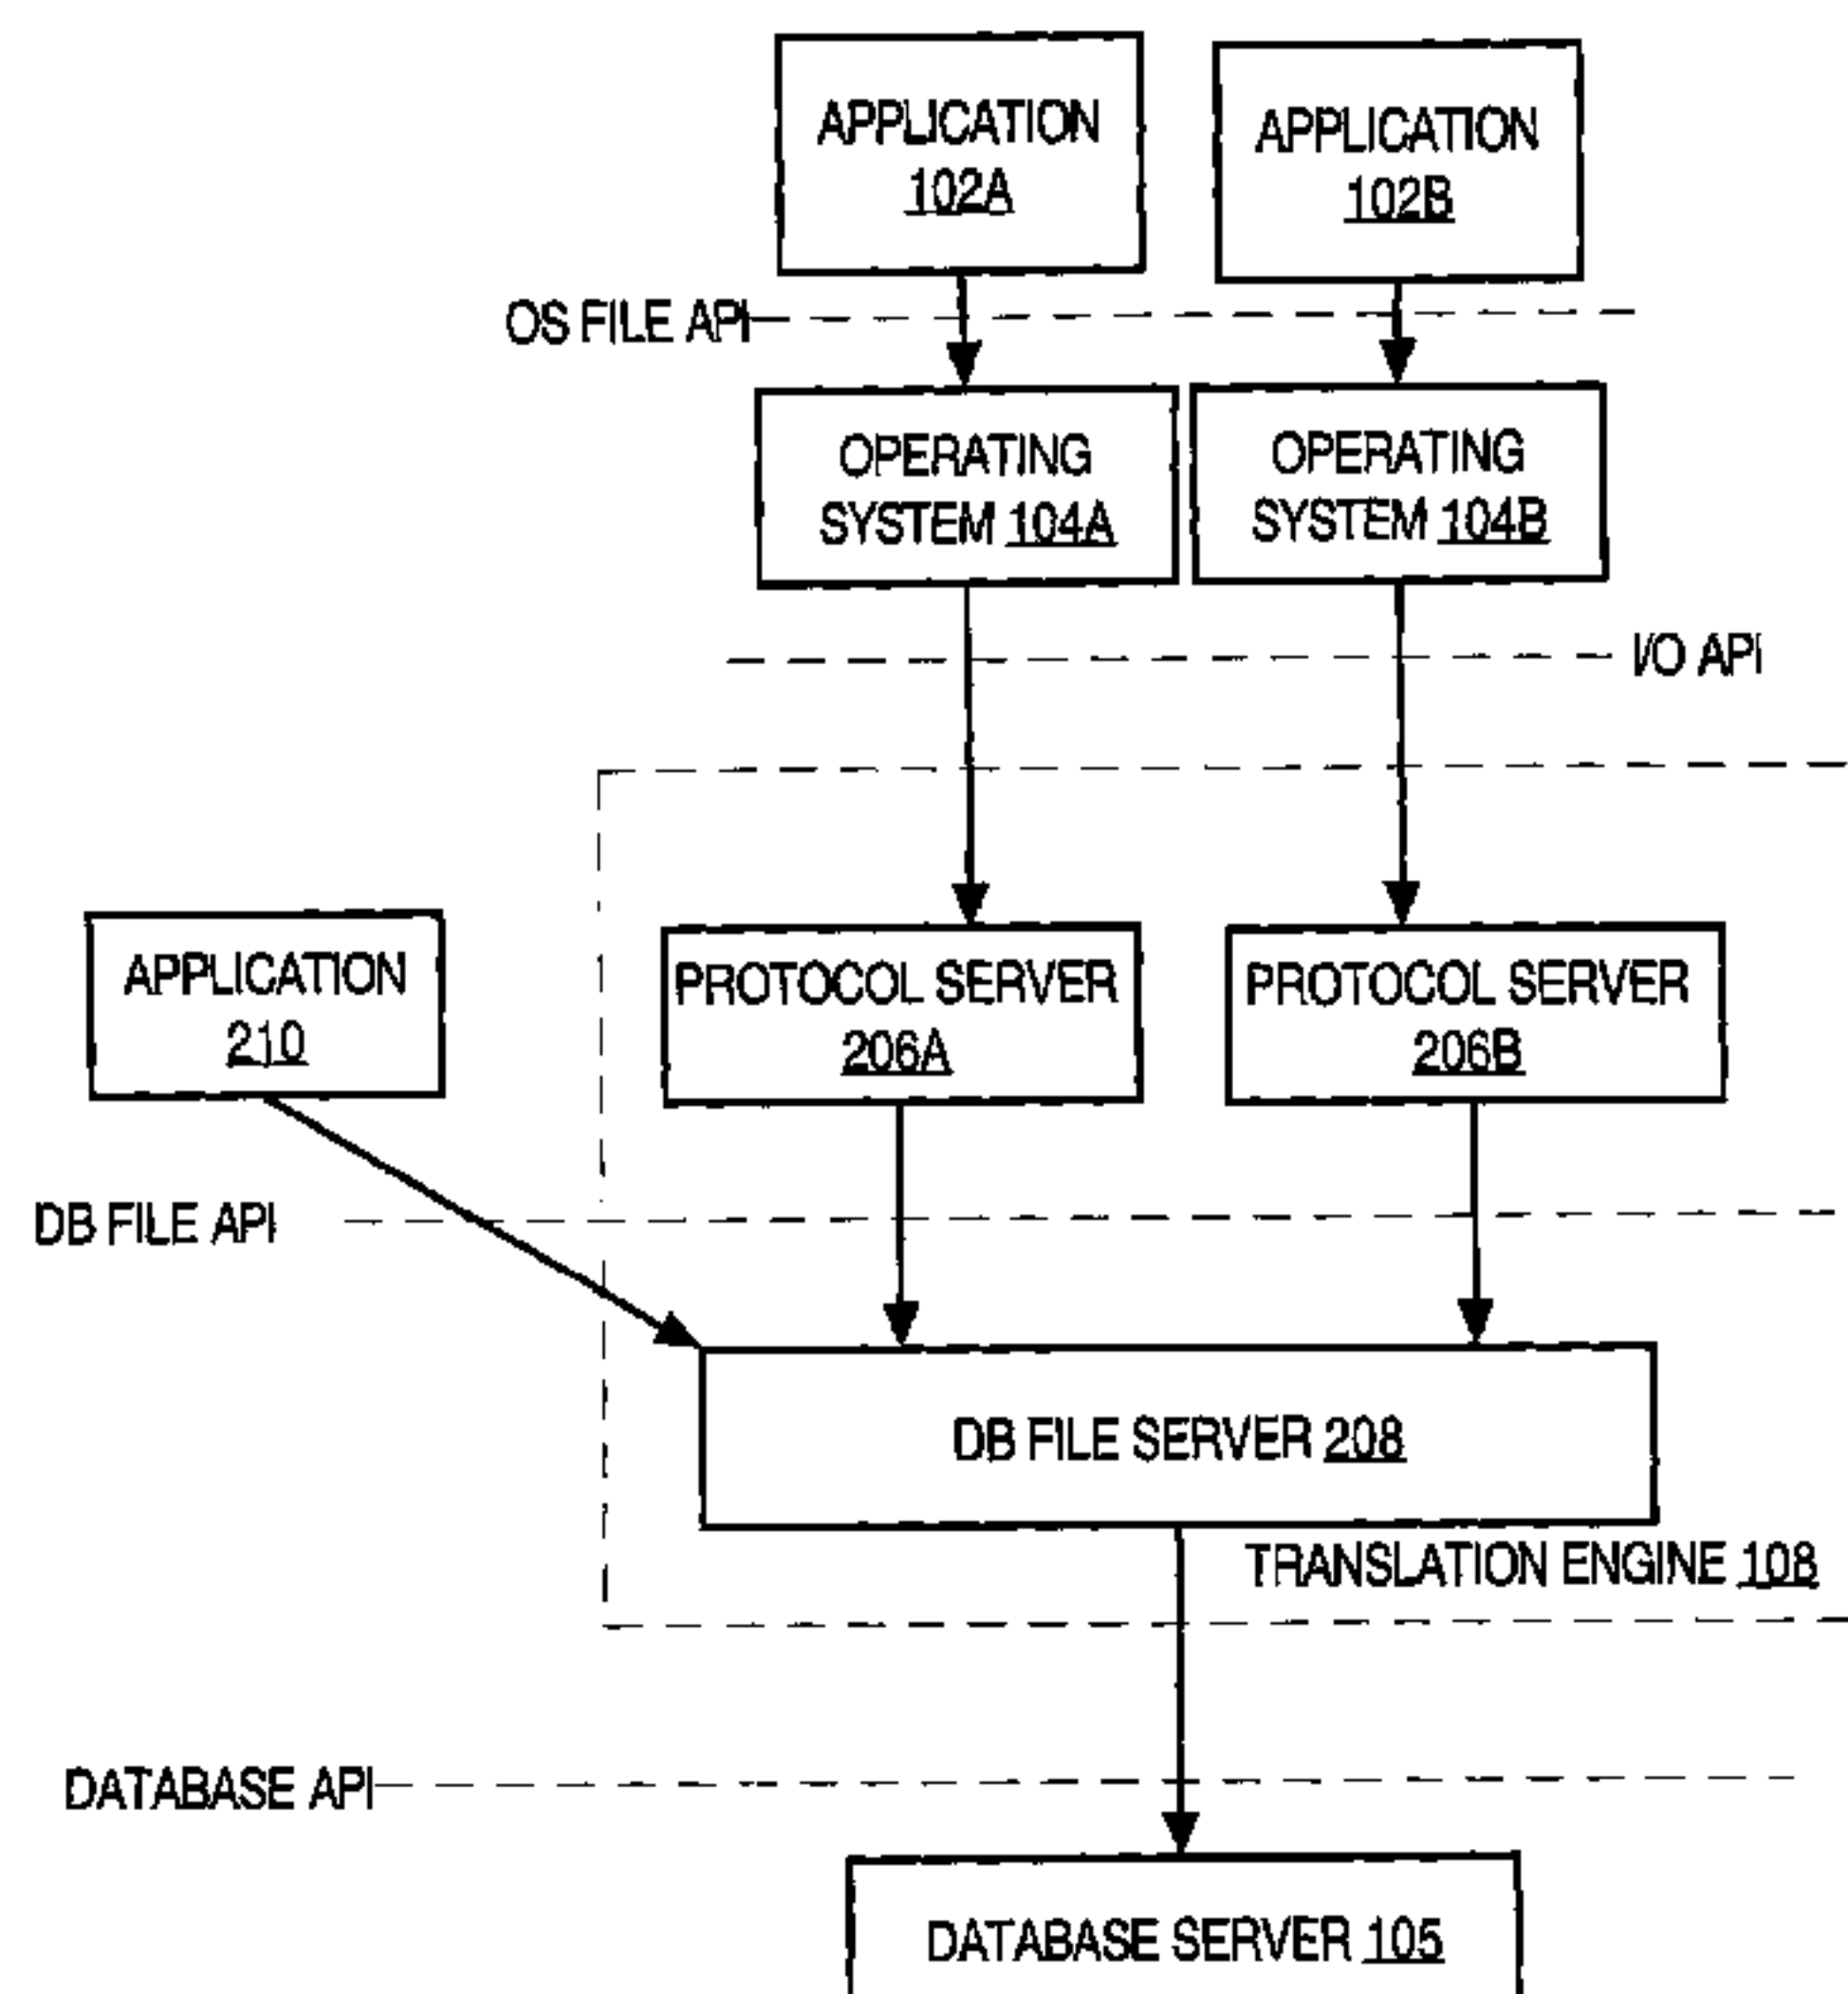 APPLICATION
102A
APPLICATION
102B
OS FILE API
OPERATING
SYSTEM 104A
OPERATING
SYSTEM 104B
I/O API
APPLICATION
210
PROTOCOL SERVER
206A
PROTOCOL SERVER
206B
DB FILE API
DB FILE SERVER 208
TRANSLATION ENGINE 108
DATABASE API
DATABASE SERVER 105